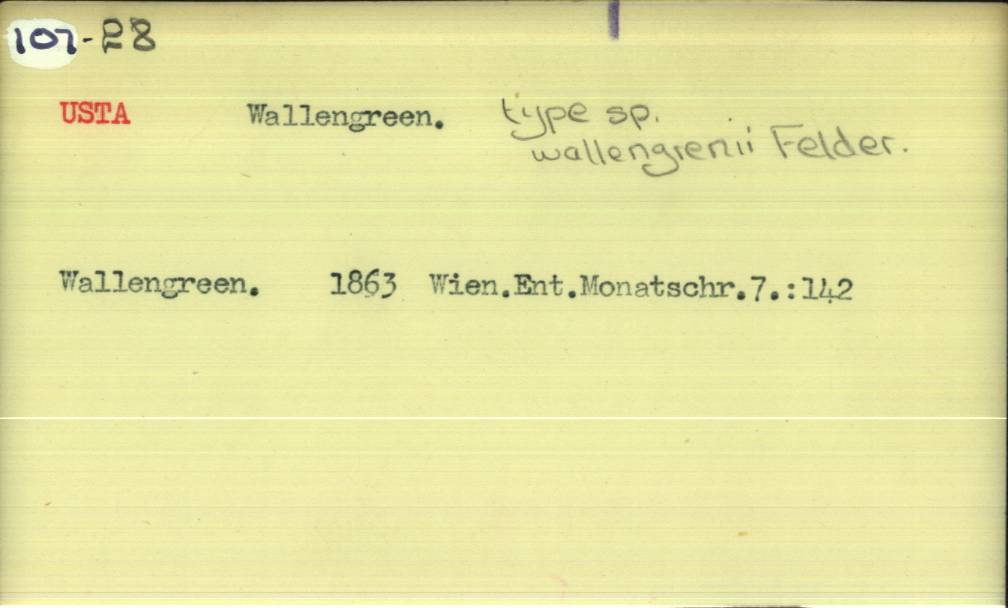 107-28
USTA Wallengreen. type sp.
wallengrenii Felder.
Wallengreen. 1863 Wien.Ent.Monatschr.7.:142